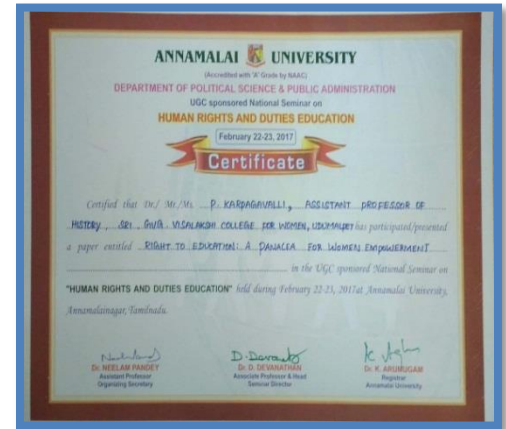 ANNAMALAI UNIVERSITY
(Accredited with 'A' Grade by NAAC)
DEPARTMENT OF POLITICAL SCIENCE & PUBLIC ADMINISTRATION
UGC sponsored National Seminar on
HUMAN RIGHTS AND DUTIES EDUCATION
February 22-23, 2017
Certificate
Certified that Dr./ Mr./Ms. P. KARPAGAVALLI, ASSISTANT PROFESSOR OF
HISTORY, SRI. GVG. VISALAKSHI COLLEGE FOR WOMEN, UDUMALPET has participated/presented
a paper entitled RIGHT TO EDUCATION: A PANACEA FOR WOMEN EMPOWERMENT
in the UGC sponsored National Seminar on
"HUMAN RIGHTS AND DUTIES EDUCATION" held during February 22-23, 2017at Annamalai University,
Annamalainagar, Tamilnadu.
D. Devanathan
Dr. NEELAM PANDEY
Assistant Professor
Organizing Secretary
Dr. D. DEVANATHAN
Associate Professor & Head
Seminar Director
Dr. K. ARUMUGAM
Registrar
Annamalai University